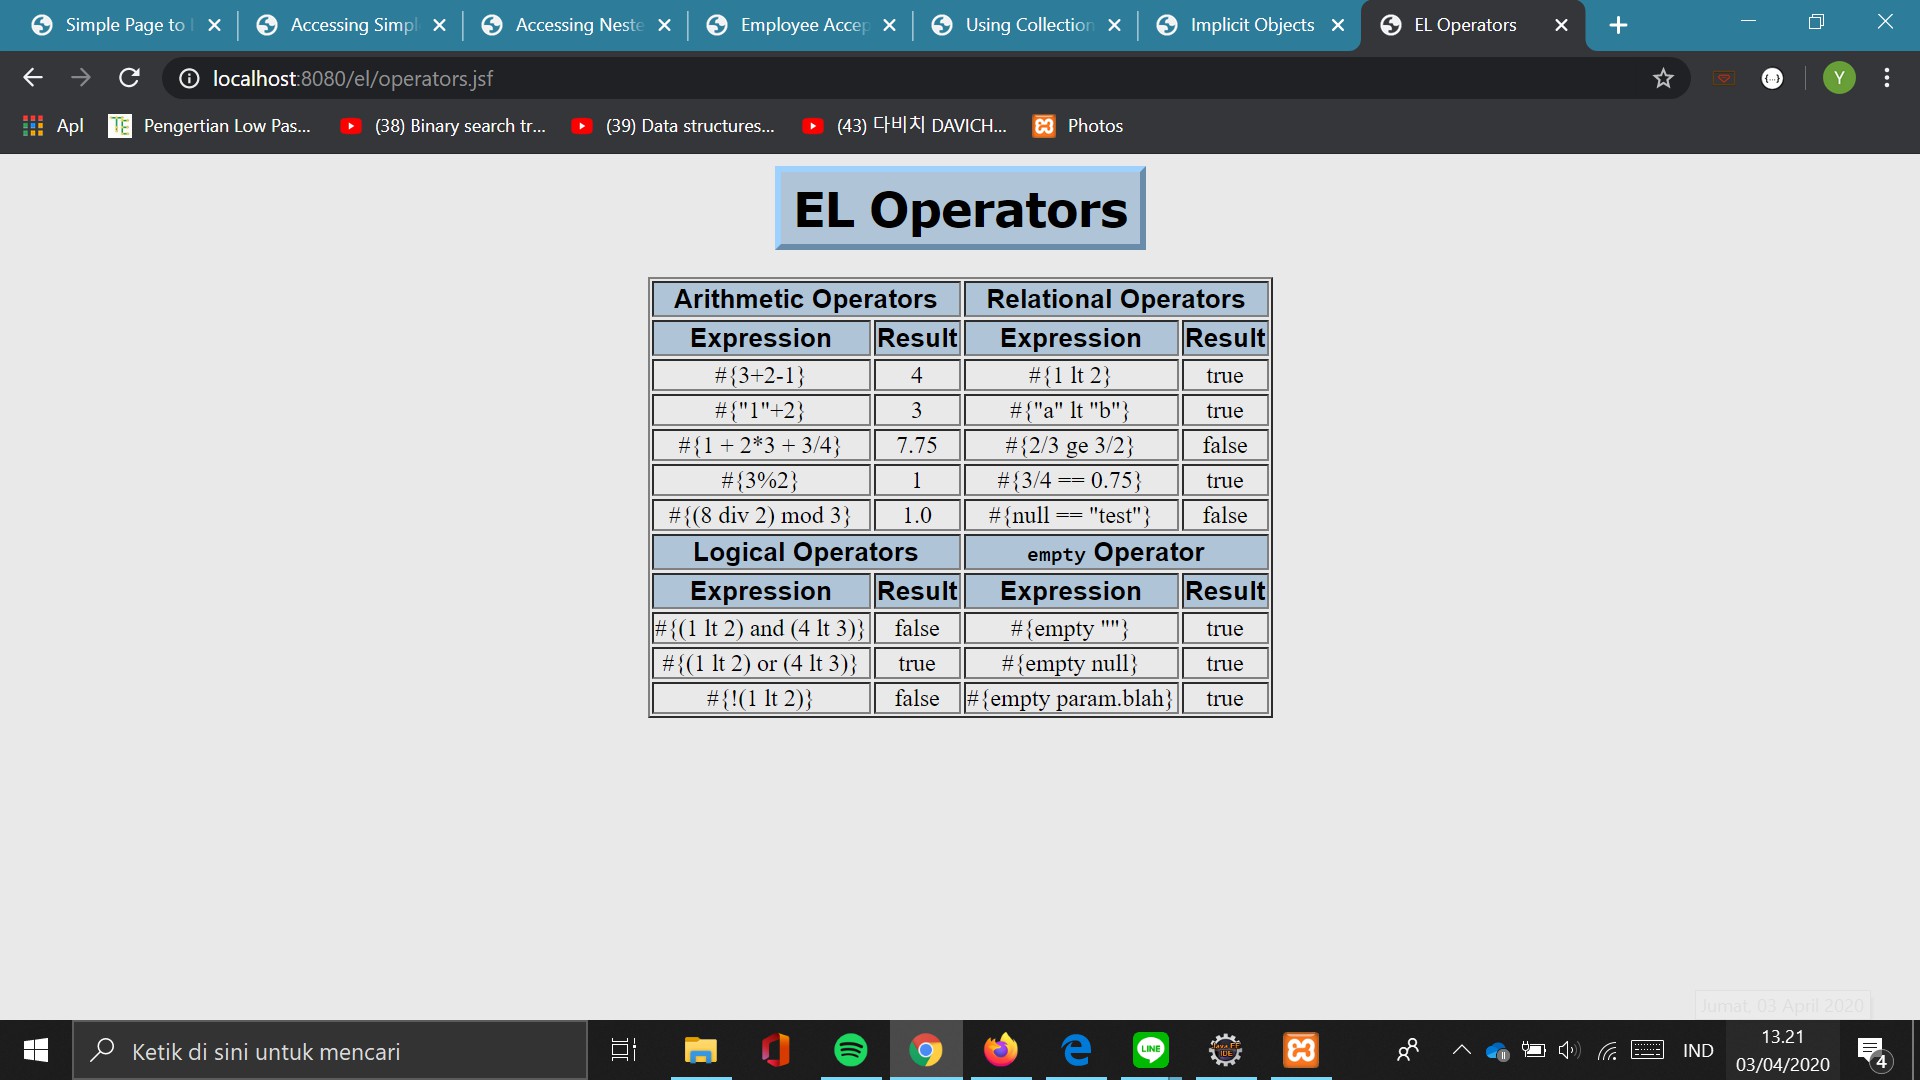 Simple Page to
Accessing Simpl
Accessing Neste
Employee Accep
Using Collection
Implicit Objects
EL Operators
localhost:8080/el/operators.jsf
Y
Apl
TE
Pengertian Low Pas...
(38) Binary search tr...
(39) Data structures...
(43) 다비치 DAVICH...
Photos
EL Operators
Arithmetic Operators Relational Operators
Expression Result Expression Result
#{3+2-1} 4 #{1 lt 2} true
#{"1"+2} 3 #{"a" lt "b"} true
#{1 + 2*3 + 3/4} 7.75 #{2/3 ge 3/2} false
#{3%2} 1 #{3/4 == 0.75} true
#{(8 div 2) mod 3} 1.0 #{null == "test"} false
Logical Operators empty Operator
Expression Result Expression Result
#{(1 lt 2) and (4 lt 3)} false #{empty ""} true
#{(1 lt 2) or (4 lt 3)} true #{empty null} true
#{!(1 lt 2)} false #{empty param.blah} true
Jumat, 03 April 2020
Ketik di sini untuk mencari
LINE
Java EE
IDE
IND
13.21
03/04/2020
4